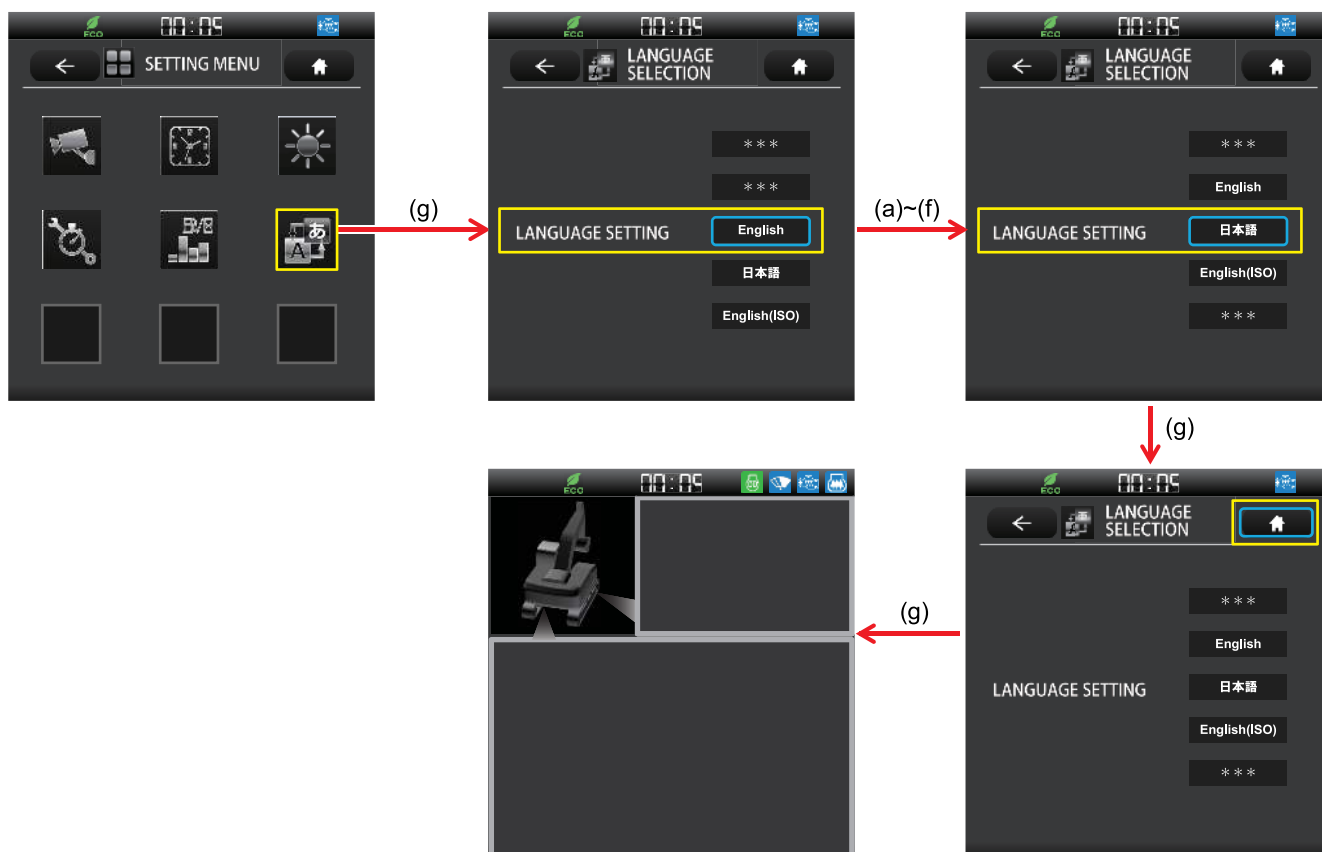 ECO 00:05
SETTING MENU
あ
A
(g)
ECO 00:05
LANGUAGE
SELECTION
***
***
LANGUAGE SETTING English
日本語
English(ISO)
(a)~(f)
ECO 00:05
LANGUAGE
SELECTION
***
English
LANGUAGE SETTING 日本語
English(ISO)
***
(g)
ECO 00:05
LANGUAGE
SELECTION
***
English
LANGUAGE SETTING 日本語
English(ISO)
***
(g)
ECO 00:05